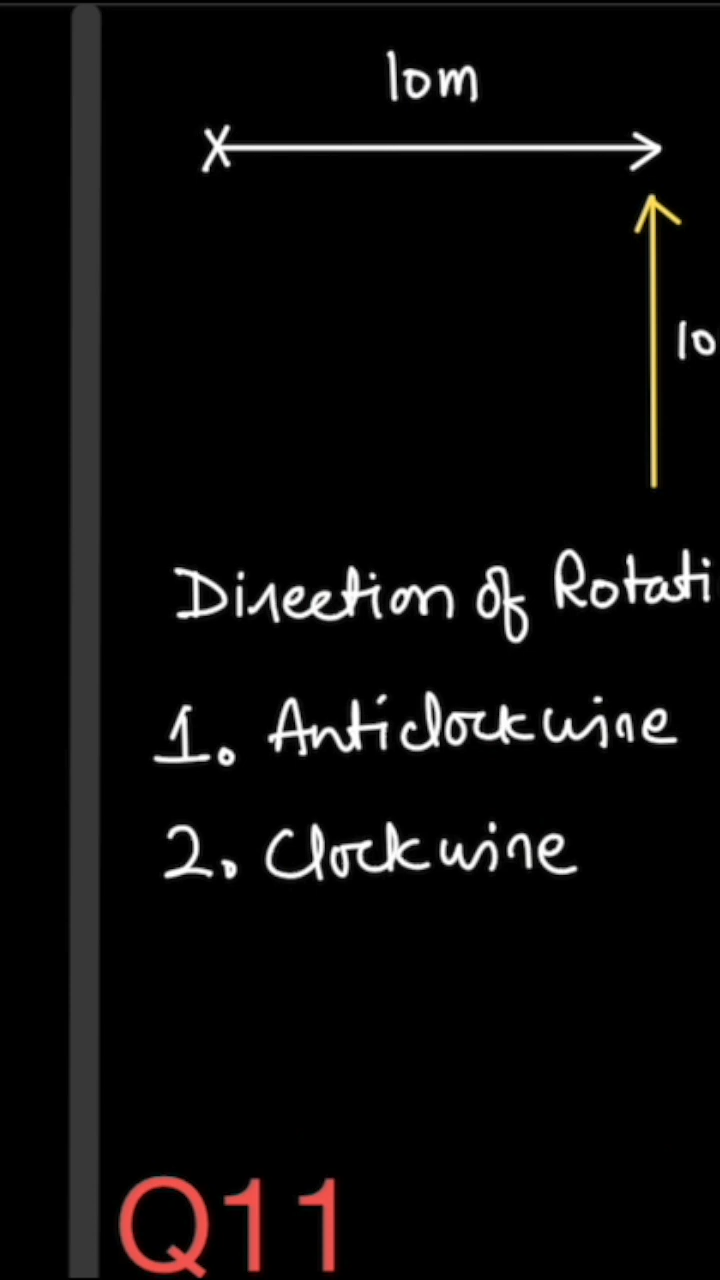 10m
10
Direction of Rotati
1. Anticlockwise
2. Clockwise
Q11